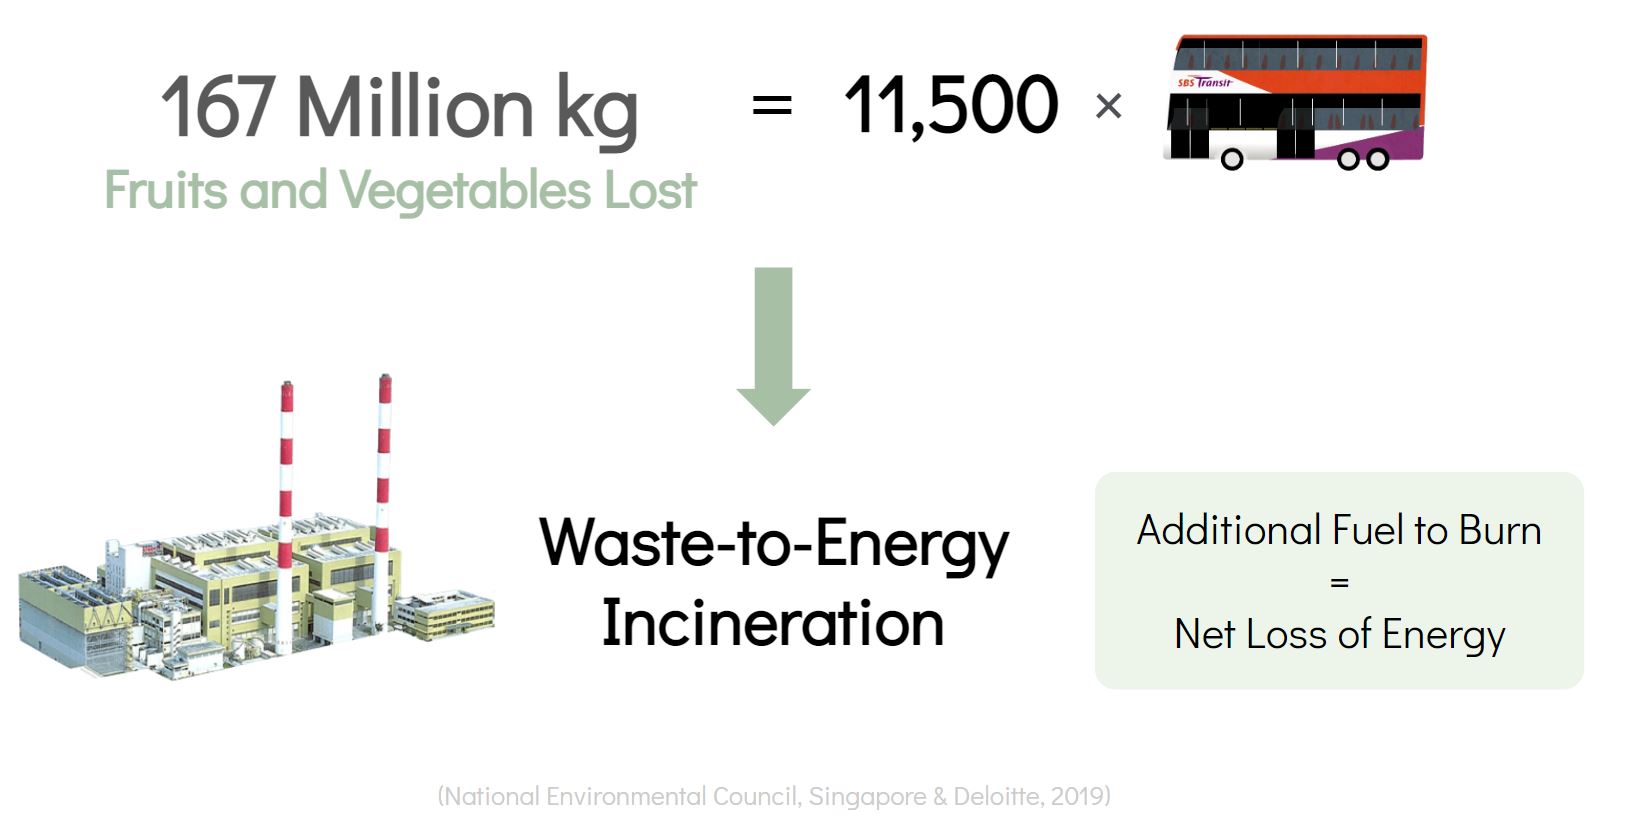 167 Million kg = 11,500 ×
SBS Transit
Fruits and Vegetables Lost
Waste-to-Energy
Incineration
Additional Fuel to Burn
=
Net Loss of Energy
(National Environmental Council, Singapore & Deloitte, 2019)